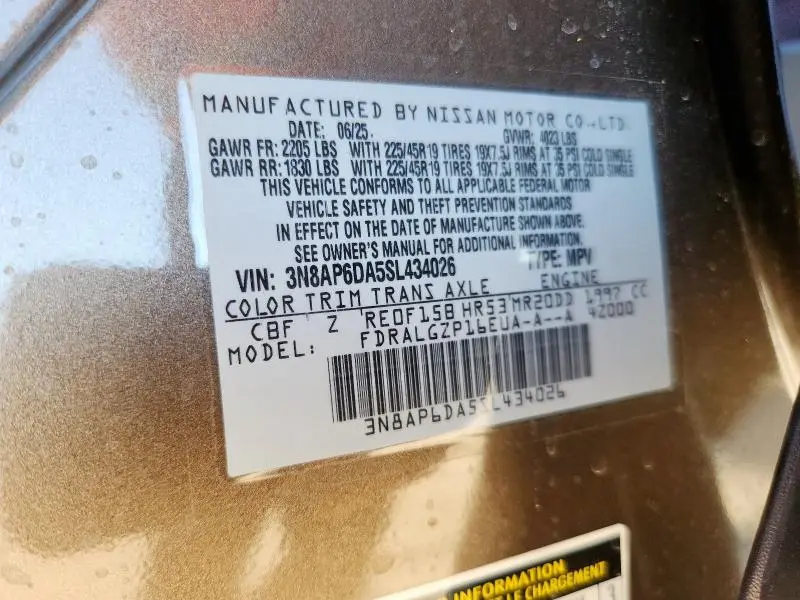 MANUFACTURED BY NISSAN MOTOR CO.,LTD.
DATE: 06/25. GVWR: 4023 LBS
GAWR FR: 2205 LBS WITH 225/45R19 TIRES 19X7.5J RIMS AT 35 PSI COLD SINGLE
GAWR RR: 1830 LBS WITH 225/45R19 TIRES 19X7.5J RIMS AT 35 PSI COLD SINGLE
THIS VEHICLE CONFORMS TO ALL APPLICABLE FEDERAL MOTOR
VEHICLE SAFETY AND THEFT PREVENTION STANDARDS
IN EFFECT ON THE DATE OF MANUFACTURE SHOWN ABOVE.
SEE OWNER'S MANUAL FOR ADDITIONAL INFORMATION.
VIN: 3N8AP6DA5SL434026 TYPE: MPV
COLOR TRIM TRANS AXLE ENGINE
CBF Z RE0F15B HR53 MR20DD 1997 CC
MODEL: FDRALGZP16EUA-A--A 4Z000
3N8AP6DA5SL434026
INFORMATION
LE CHARGEMENT